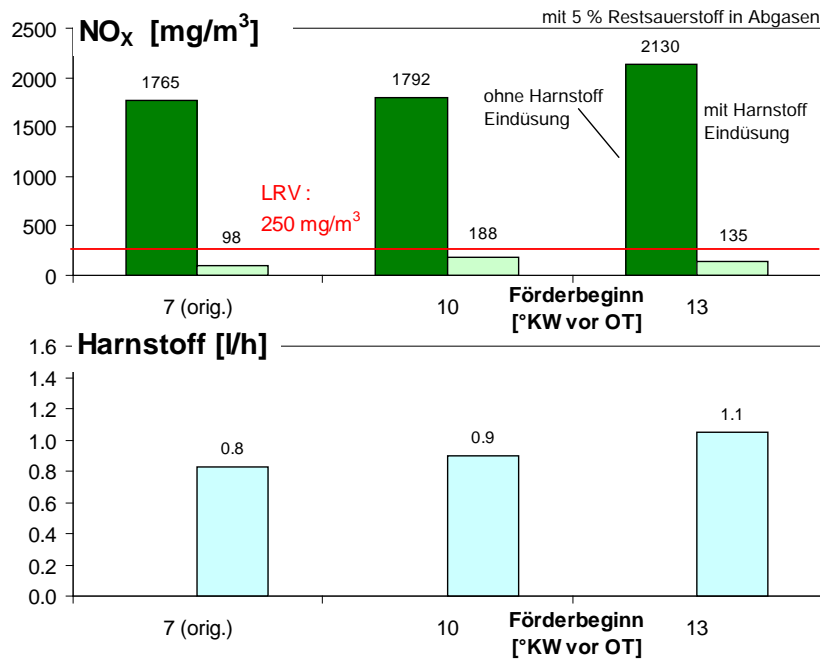 mit 5 % Restsauerstoff in Abgasen
NOX [mg/m³]
2500
2000
1500
1000
500
0
1765
98
1792
188
2130
135
ohne Harnstoff
Eindüsung
mit Harnstoff
Eindüsung
LRV :
250 mg/m³
7 (orig.)
10
Förderbeginn
[°KW vor OT]
13
Harnstoff [l/h]
1.6
1.4
1.2
1.0
0.8
0.6
0.4
0.2
0.0
0.8
0.9
1.1
7 (orig.)
10
Förderbeginn
[°KW vor OT]
13